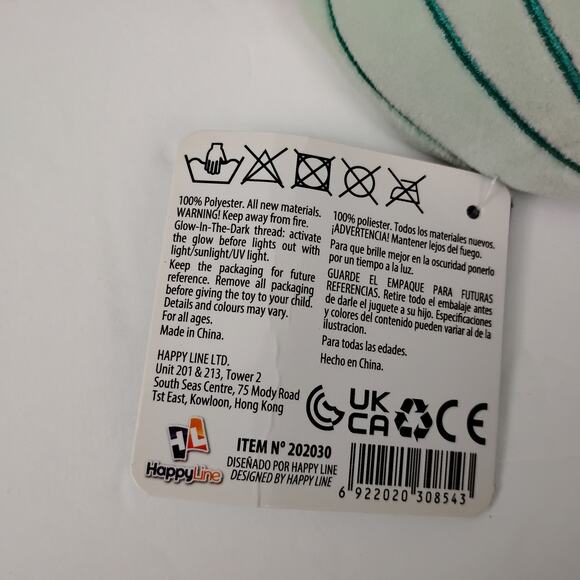 100% Polyester. All new materials.
WARNING! Keep away from fire.
Glow-In-The-Dark thread: activate
the glow before lights out with
light/sunlight/UV light.
Keep the packaging for future
reference. Remove all packaging
before giving the toy to your child.
Details and colours may vary.
For all ages.
Made in China.
HAPPY LINE LTD.
Unit 201 & 213, Tower 2
South Seas Centre, 75 Mody Road
Tst East, Kowloon, Hong Kong
100% poliester. Todos los materiales nuevos.
¡ADVERTENCIA! Mantener lejos del fuego.
Para que brille mejor en la oscuridad ponerlo
por un tiempo a la luz.
GUARDE EL EMPAQUE PARA FUTURAS
REFERENCIAS. Retire todo el embalaje antes
de darle el juguete a su hijo. Especificaciones
y colores del contenido pueden variar al de la
ilustracion.
Para todas las edades.
Hecho en China.
UK
CA
CE
HL
HappyLine
ITEM Nº 202030
DISEÑADO POR HAPPY LINE
DESIGNED BY HAPPY LINE
6 922020 308543